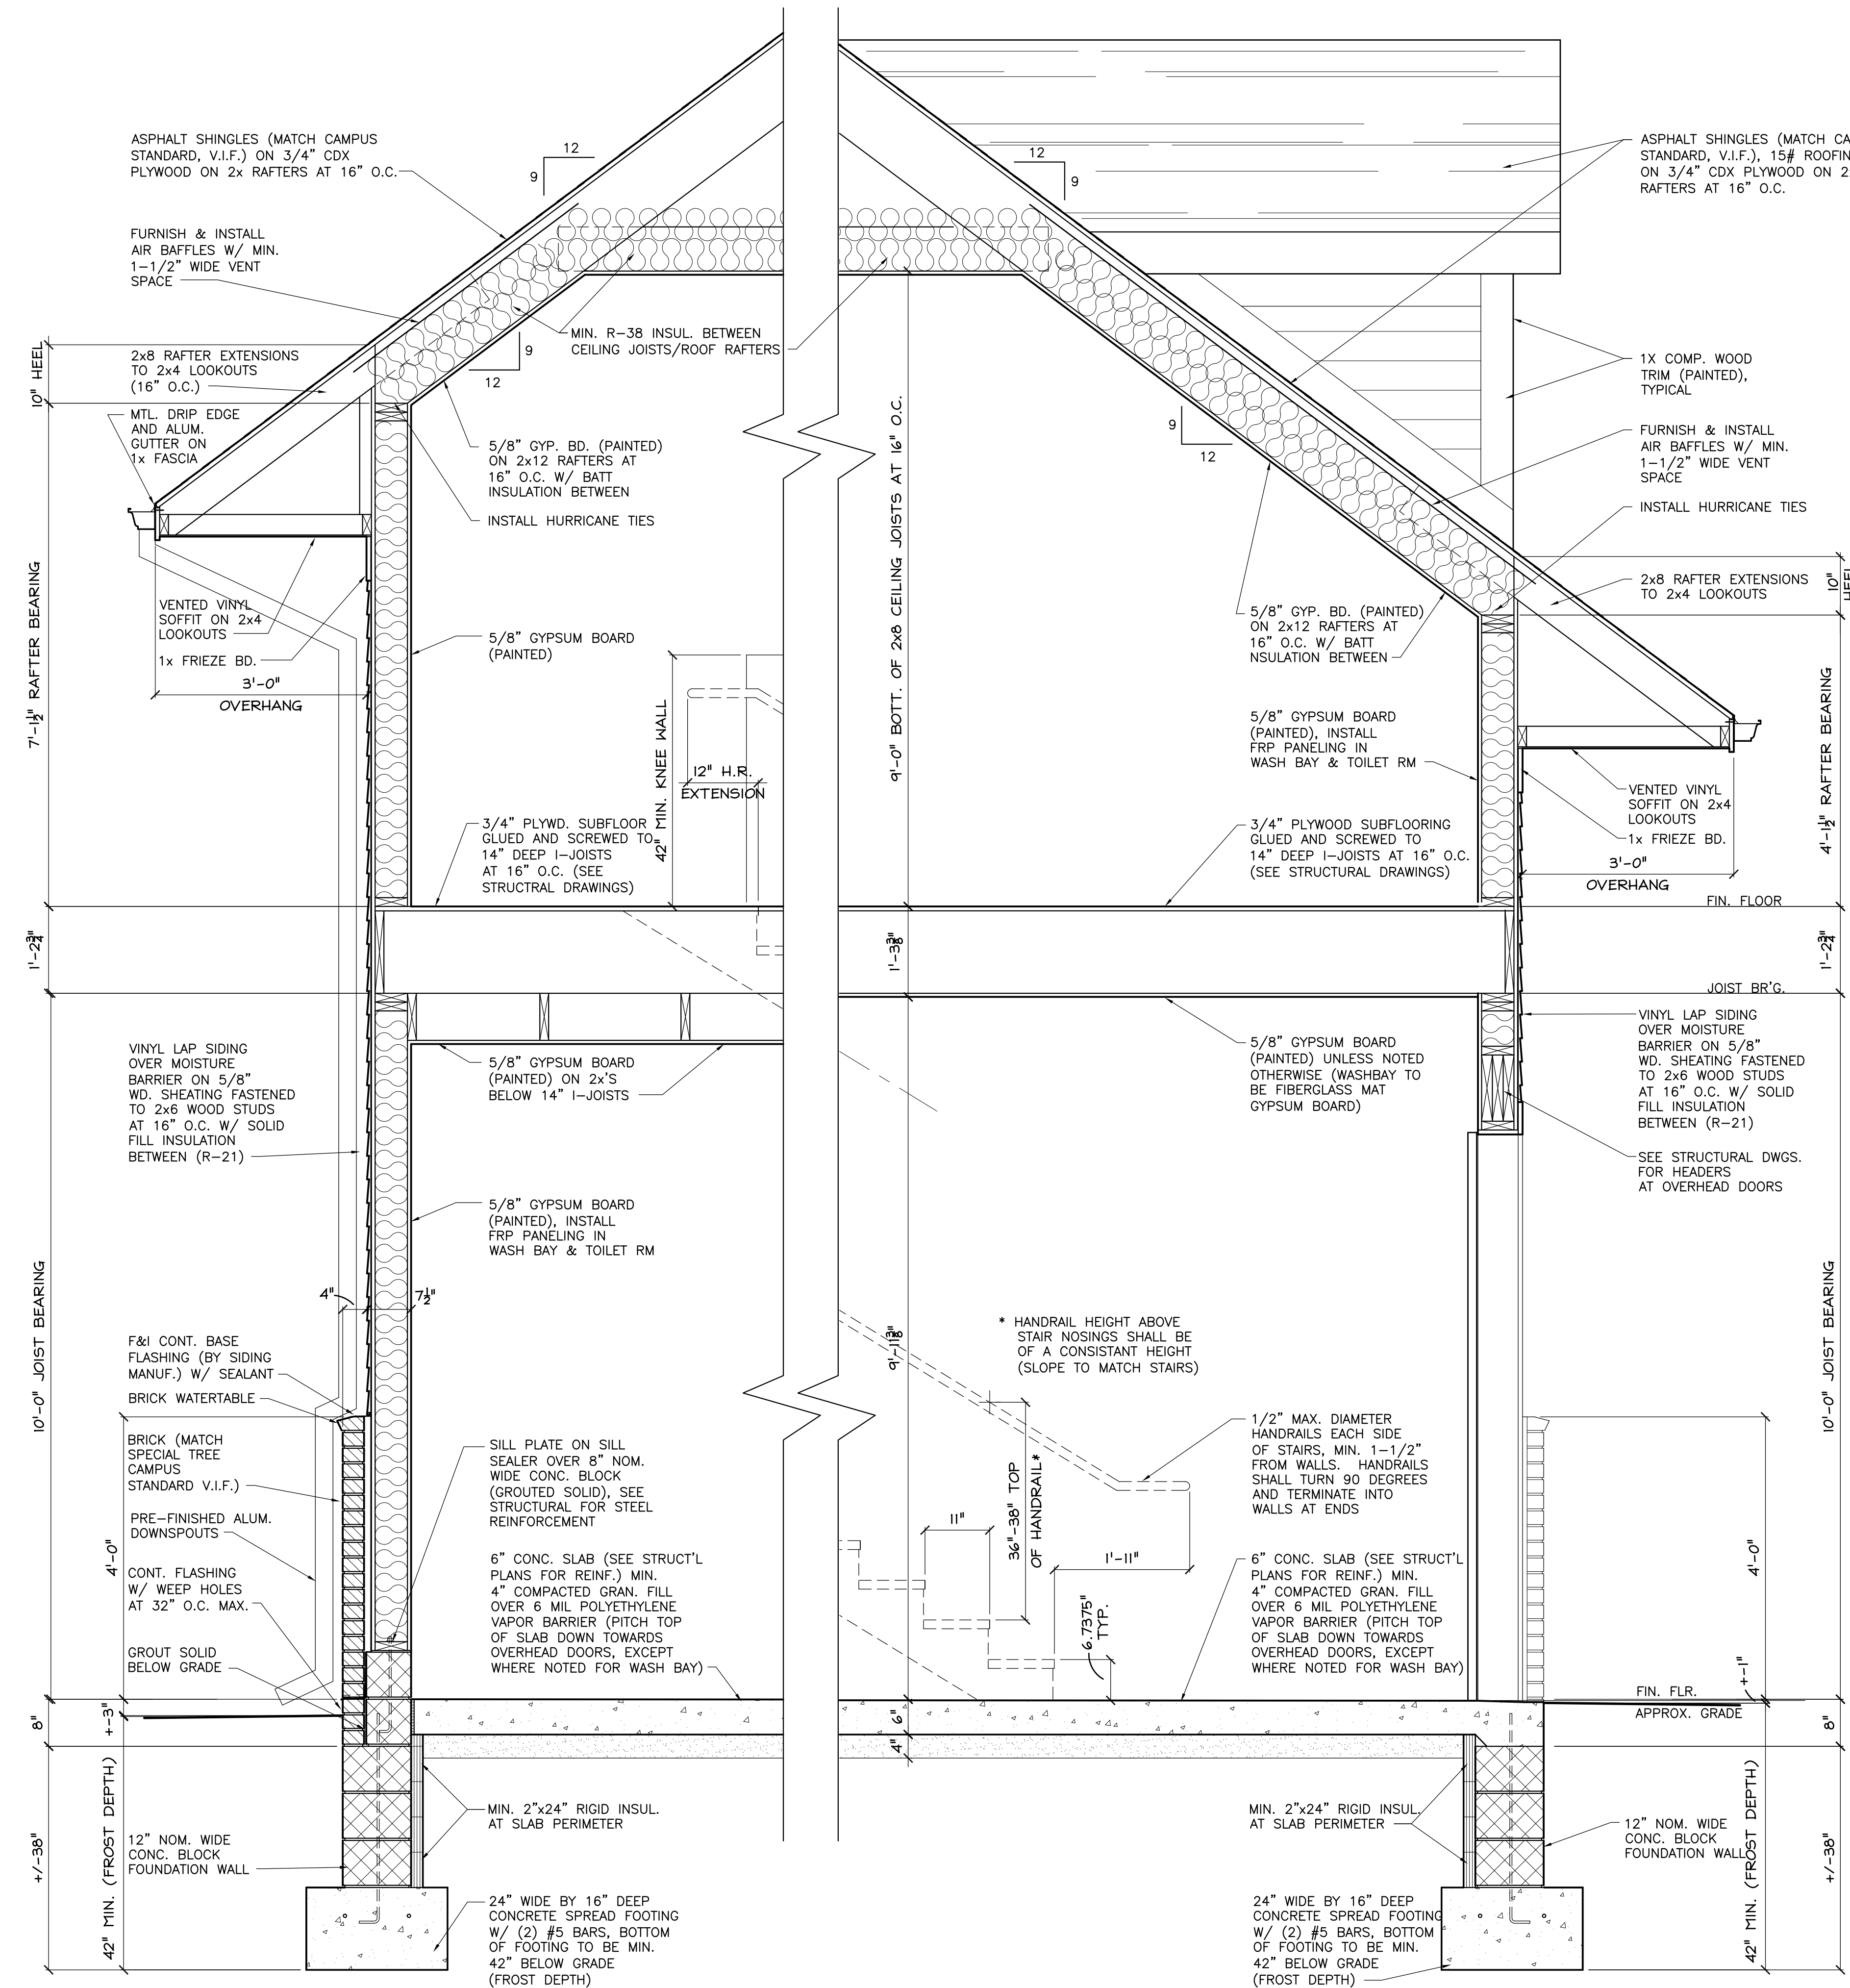 ASPHALT SHINGLES (MATCH CAMPUS
STANDARD, V.I.F.) ON 3/4" CDX
PLYWOOD ON 2x RAFTERS AT 16" O.C.
12
9
12
9
ASPHALT SHINGLES (MATCH CA
STANDARD, V.I.F.), 15# ROOFIN
ON 3/4" CDX PLYWOOD ON 2
RAFTERS AT 16" O.C.
FURNISH & INSTALL
AIR BAFFLES W/ MIN.
1-1/2" WIDE VENT
SPACE
MIN. R-38 INSUL. BETWEEN
CEILING JOISTS/ROOF RAFTERS
9
12
10" HEEL
2x8 RAFTER EXTENSIONS
TO 2x4 LOOKOUTS
(16" O.C.)
1X COMP. WOOD
TRIM (PAINTED),
TYPICAL
MTL. DRIP EDGE
AND ALUM.
GUTTER ON
1x FASCIA
5/8" GYP. BD. (PAINTED)
ON 2x12 RAFTERS AT
16" O.C. W/ BATT
INSULATION BETWEEN
INSTALL HURRICANE TIES
9'-0" BOTT. OF 2x8 CEILING JOISTS AT 16" O.C.
9
12
FURNISH & INSTALL
AIR BAFFLES W/ MIN.
1-1/2" WIDE VENT
SPACE
INSTALL HURRICANE TIES
7'-1 1/2" RAFTER BEARING
VENTED VINYL
SOFFIT ON 2x4
LOOKOUTS
1x FRIEZE BD.
3'-0"
OVERHANG
5/8" GYPSUM BOARD
(PAINTED)
5/8" GYP. BD. (PAINTED)
ON 2x12 RAFTERS AT
16" O.C. W/ BATT
NSULATION BETWEEN
2x8 RAFTER EXTENSIONS
TO 2x4 LOOKOUTS
10"
HEEL
42" MIN. KNEE WALL
12" H.R.
EXTENSION
5/8" GYPSUM BOARD
(PAINTED), INSTALL
FRP PANELING IN
WASH BAY & TOILET RM
VENTED VINYL
SOFFIT ON 2x4
LOOKOUTS
1x FRIEZE BD.
3'-0"
OVERHANG
4'-1 1/2" RAFTER BEARING
3/4" PLYWD. SUBFLOOR
GLUED AND SCREWED TO
14" DEEP I-JOISTS
AT 16" O.C. (SEE
STRUCTRAL DRAWINGS)
3/4" PLYWOOD SUBFLOORING
GLUED AND SCREWED TO
14" DEEP I-JOISTS AT 16" O.C.
(SEE STRUCTURAL DRAWINGS)
FIN. FLOOR
1'-2 3/4"
1'-3 3/8"
1'-2 3/4"
JOIST BR'G.
VINYL LAP SIDING
OVER MOISTURE
BARRIER ON 5/8"
WD. SHEATING FASTENED
TO 2x6 WOOD STUDS
AT 16" O.C. W/ SOLID
FILL INSULATION
BETWEEN (R-21)
5/8" GYPSUM BOARD
(PAINTED) ON 2x'S
BELOW 14" I-JOISTS
5/8" GYPSUM BOARD
(PAINTED) UNLESS NOTED
OTHERWISE (WASHBAY TO
BE FIBERGLASS MAT
GYPSUM BOARD)
VINYL LAP SIDING
OVER MOISTURE
BARRIER ON 5/8"
WD. SHEATING FASTENED
TO 2x6 WOOD STUDS
AT 16" O.C. W/ SOLID
FILL INSULATION
BETWEEN (R-21)
SEE STRUCTURAL DWGS.
FOR HEADERS
AT OVERHEAD DOORS
5/8" GYPSUM BOARD
(PAINTED), INSTALL
FRP PANELING IN
WASH BAY & TOILET RM
10'-0" JOIST BEARING
4"
7 1/2"
9'-11 3/8"
* HANDRAIL HEIGHT ABOVE
STAIR NOSINGS SHALL BE
OF A CONSISTANT HEIGHT
(SLOPE TO MATCH STAIRS)
10'-0" JOIST BEARING
F&I CONT. BASE
FLASHING (BY SIDING
MANUF.) W/ SEALANT
BRICK WATERTABLE
BRICK (MATCH
SPECIAL TREE
CAMPUS
STANDARD V.I.F.)
PRE-FINISHED ALUM.
DOWNSPOUTS
4'-0"
CONT. FLASHING
W/ WEEP HOLES
AT 32" O.C. MAX.
GROUT SOLID
BELOW GRADE
SILL PLATE ON SILL
SEALER OVER 8" NOM.
WIDE CONC. BLOCK
(GROUTED SOLID), SEE
STRUCTURAL FOR STEEL
REINFORCEMENT
6" CONC. SLAB (SEE STRUCT'L
PLANS FOR REINF.) MIN.
4" COMPACTED GRAN. FILL
OVER 6 MIL POLYETHYLENE
VAPOR BARRIER (PITCH TOP
OF SLAB DOWN TOWARDS
OVERHEAD DOORS, EXCEPT
WHERE NOTED FOR WASH BAY)
11"
36"-38" TOP
OF HANDRAIL*
1'-11"
6.7375"
TYP.
1/2" MAX. DIAMETER
HANDRAILS EACH SIDE
OF STAIRS, MIN. 1-1/2"
FROM WALLS. HANDRAILS
SHALL TURN 90 DEGREES
AND TERMINATE INTO
WALLS AT ENDS
6" CONC. SLAB (SEE STRUCT'L
PLANS FOR REINF.) MIN.
4" COMPACTED GRAN. FILL
OVER 6 MIL POLYETHYLENE
VAPOR BARRIER (PITCH TOP
OF SLAB DOWN TOWARDS
OVERHEAD DOORS, EXCEPT
WHERE NOTED FOR WASH BAY)
4'-0"
+-1"
FIN. FLR.
APPROX. GRADE
8"
+-3"
6"
4"
8"
42" MIN. (FROST DEPTH)
+/-38"
12" NOM. WIDE
CONC. BLOCK
FOUNDATION WALL
MIN. 2"x24" RIGID INSUL.
AT SLAB PERIMETER
MIN. 2"x24" RIGID INSUL.
AT SLAB PERIMETER
12" NOM. WIDE
CONC. BLOCK
FOUNDATION WALL
42" MIN. (FROST DEPTH)
+/-38"
24" WIDE BY 16" DEEP
CONCRETE SPREAD FOOTING
W/ (2) #5 BARS, BOTTOM
OF FOOTING TO BE MIN.
42" BELOW GRADE
(FROST DEPTH)
24" WIDE BY 16" DEEP
CONCRETE SPREAD FOOTING
W/ (2) #5 BARS, BOTTOM
OF FOOTING TO BE MIN.
42" BELOW GRADE
(FROST DEPTH)